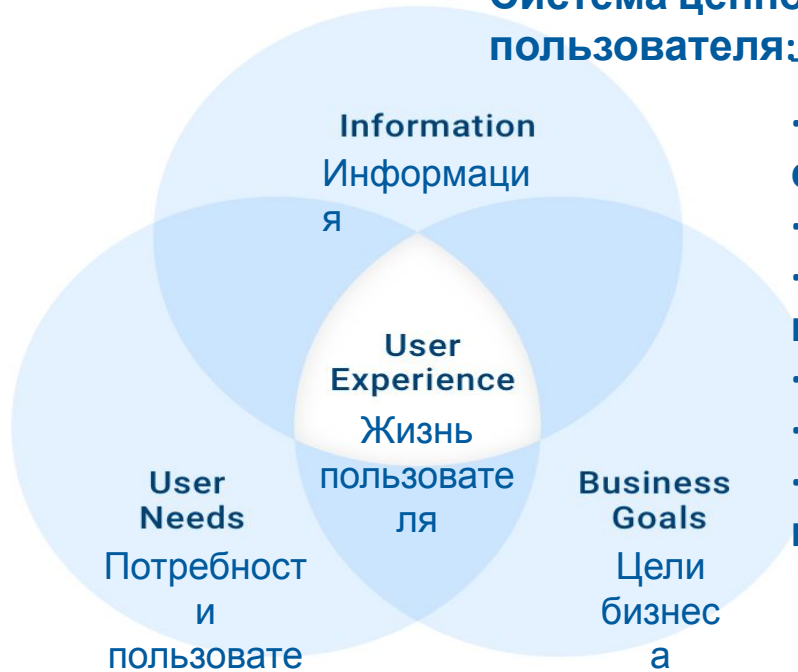 пользователя:
Information
Информаци
я
User
Experience
Жизнь
пользовате
ля
User
Needs
Потребност
и
пользовате
Business
Goals
Цели
бизнес
а